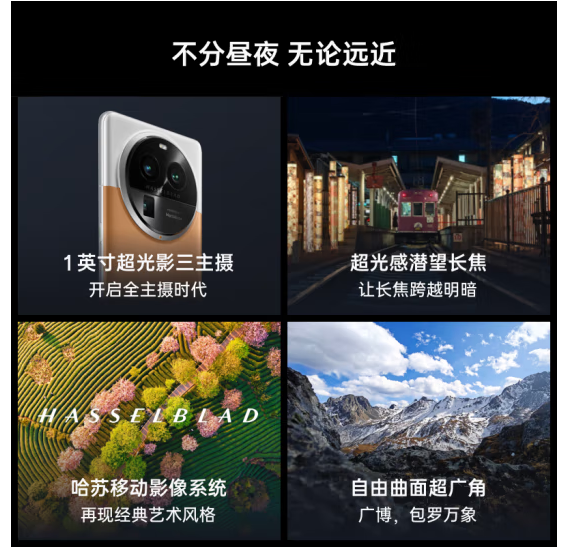 不分昼夜 无论远近
1英寸超光影三主摄
开启全主摄时代
超光感潜望长焦
让长焦跨越明暗
HASSELBLAD
哈苏移动影像系统
再现经典艺术风格
自由曲面超广角
广博，包罗万象